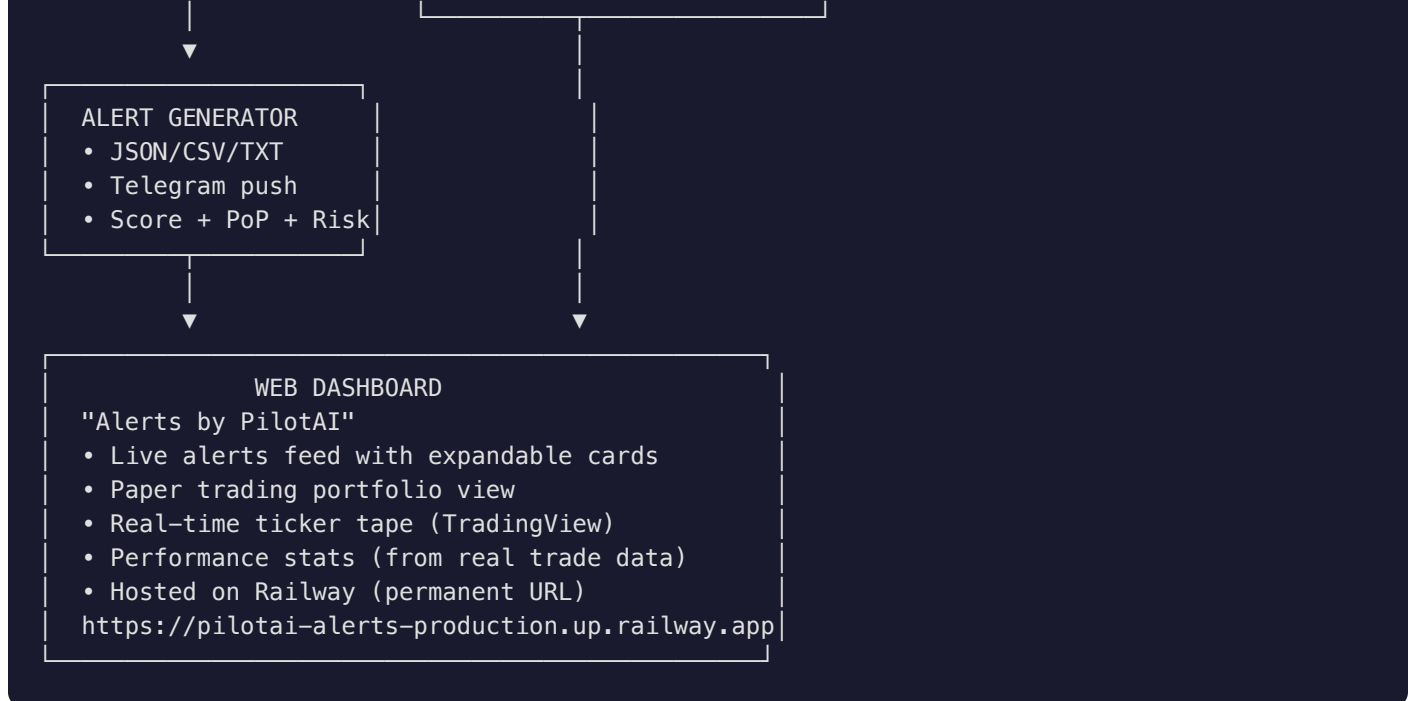 ALERT GENERATOR
• JSON/CSV/TXT
• Telegram push
• Score + PoP + Risk
WEB DASHBOARD
"Alerts by PilotAI"
• Live alerts feed with expandable cards
• Paper trading portfolio view
• Real-time ticker tape (TradingView)
• Performance stats (from real trade data)
• Hosted on Railway (permanent URL)
https://pilotai-alerts-production.up.railway.app